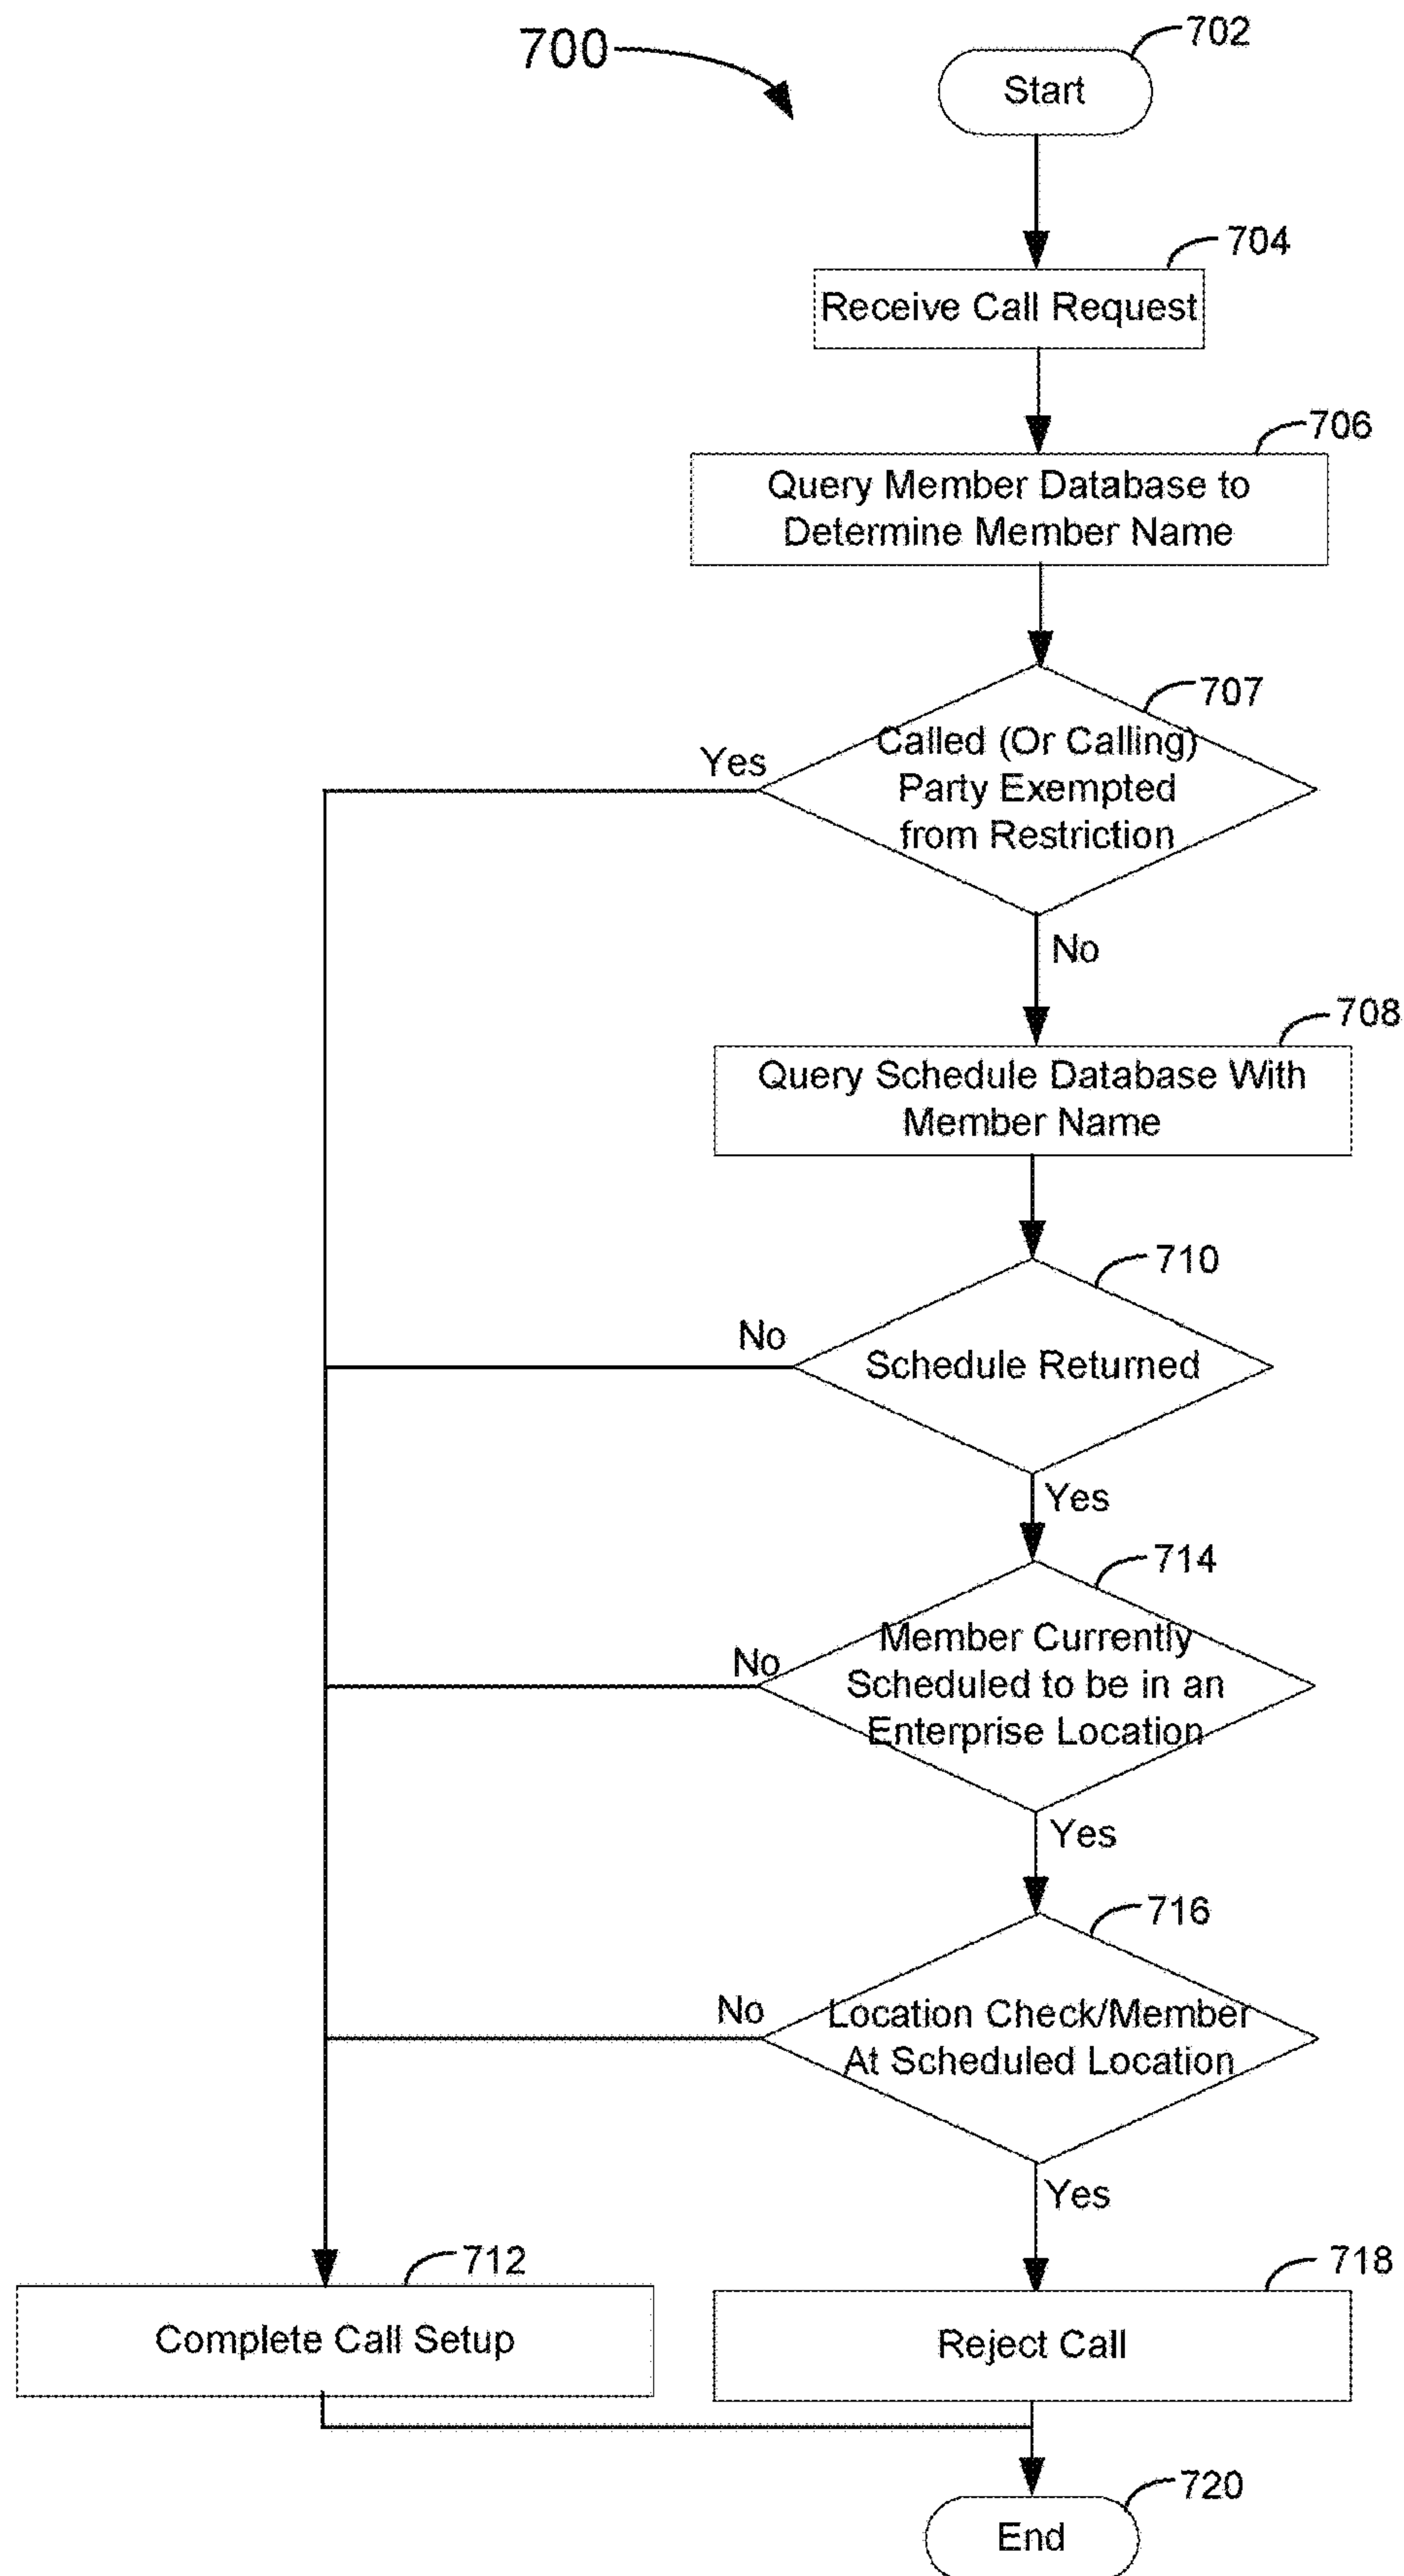 700
702
Start
704
Receive Call Request
706
Query Member Database to
Determine Member Name
707
Called (Or Calling)
Party Exempted
from Restriction
Yes
No
708
Query Schedule Database With
Member Name
710
No
Schedule Returned
Yes
714
Member Currently
Scheduled to be in an
Enterprise Location
No
Yes
716
No
Location Check/Member
At Scheduled Location
Yes
712
Complete Call Setup
718
Reject Call
720
End